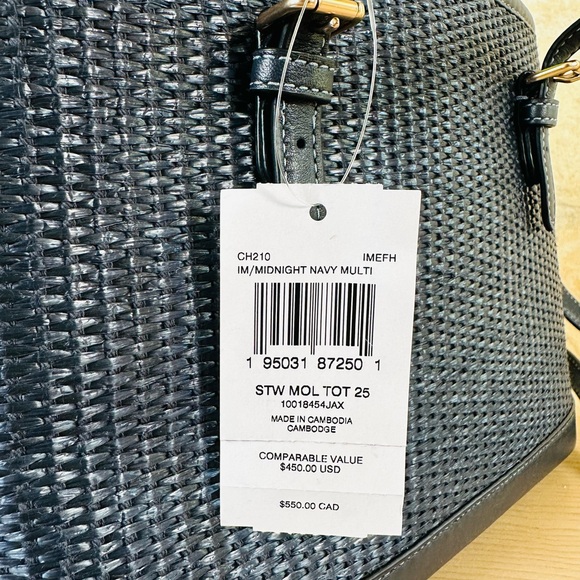 CH210 IMEFH
IM/MIDNIGHT NAVY MULTI
1 95031 87250 1
STW MOL TOT 25
10018454JAX
MADE IN CAMBODIA
CAMBODGE
COMPARABLE VALUE
$450.00 USD
$550.00 CAD